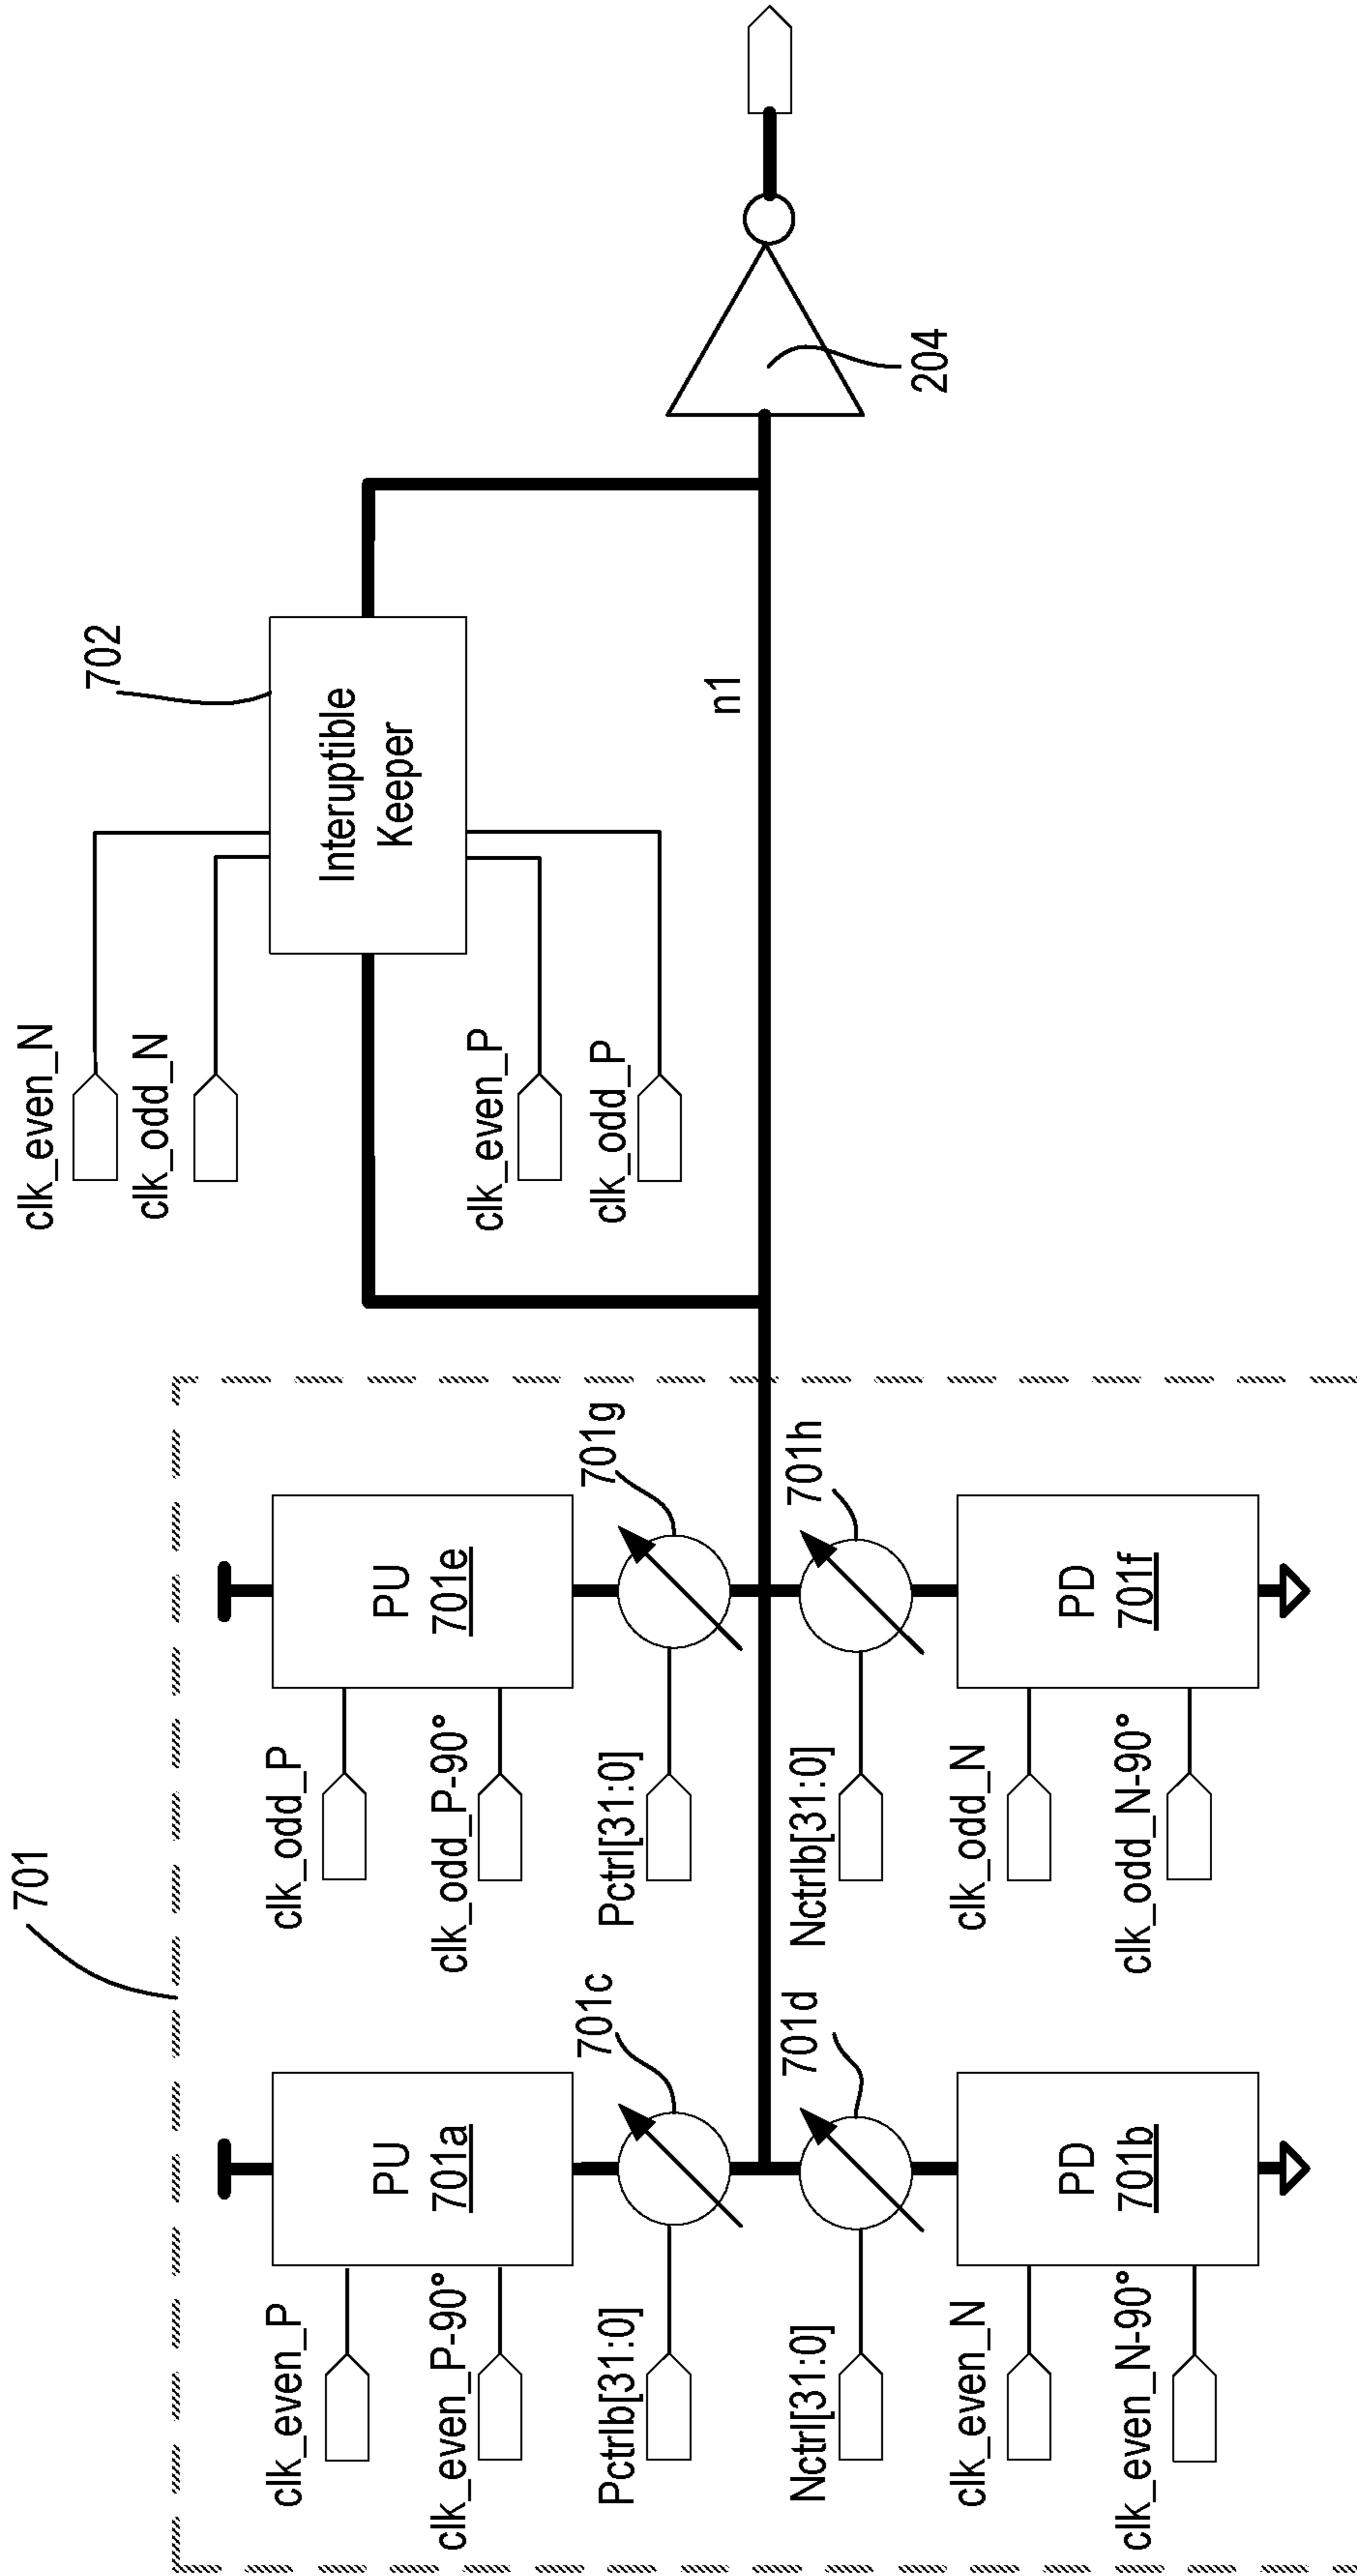 701
clk_even_P
clk_even_P-90°
PU
701a
Pctrlb[31:0]
701c
Nctrl[31:0]
701d
clk_even_N
clk_even_N-90°
PD
701b
clk_odd_P
clk_odd_P-90°
PU
701e
Pctrl[31:0]
701g
Nctrlb[31:0]
701h
clk_odd_N
clk_odd_N-90°
PD
701f
clk_even_N
clk_odd_N
702
Interuptible
Keeper
clk_even_P
clk_odd_P
n1
204